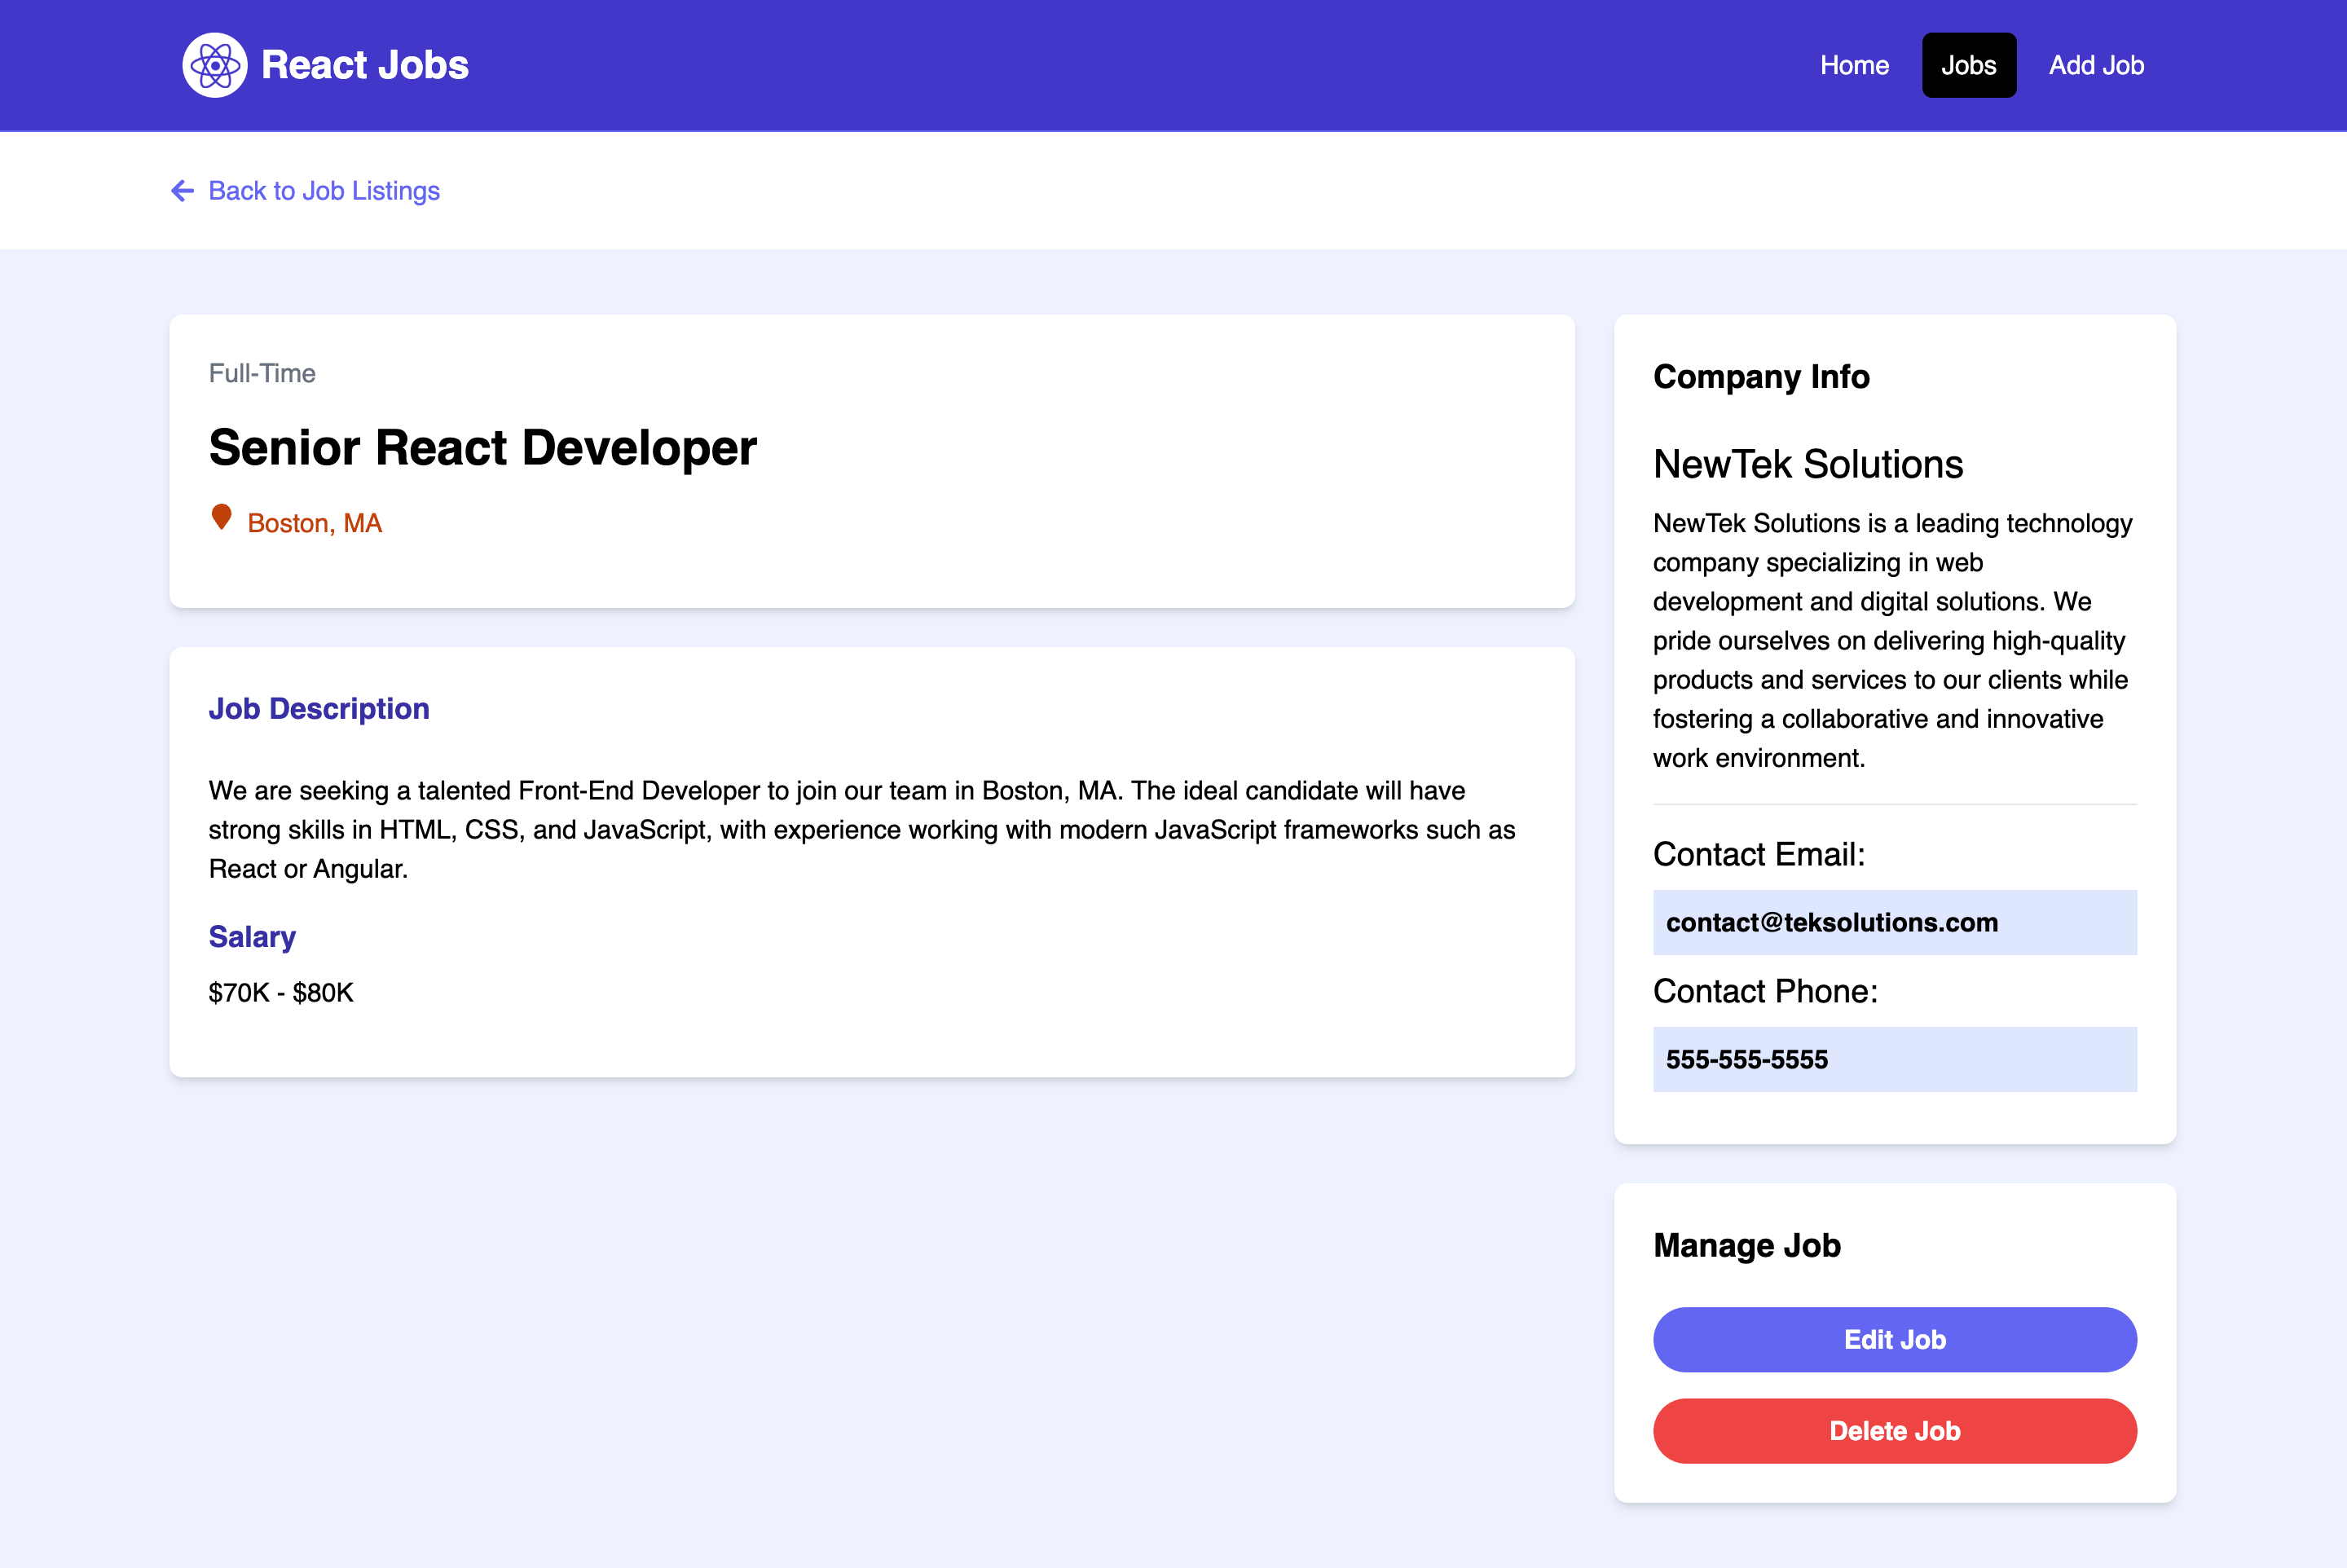 React Jobs
Home
Jobs
Add Job
Back to Job Listings
Full-Time
Senior React Developer
Boston, MA
Job Description
We are seeking a talented Front-End Developer to join our team in Boston, MA. The ideal candidate will have
strong skills in HTML, CSS, and JavaScript, with experience working with modern JavaScript frameworks such as
React or Angular.
Salary
$70K - $80K
Company Info
NewTek Solutions
NewTek Solutions is a leading technology
company specializing in web
development and digital solutions. We
pride ourselves on delivering high-quality
products and services to our clients while
fostering a collaborative and innovative
work environment.
Contact Email:
contact@teksolutions.com
Contact Phone:
555-555-5555
Manage Job
Edit Job
Delete Job